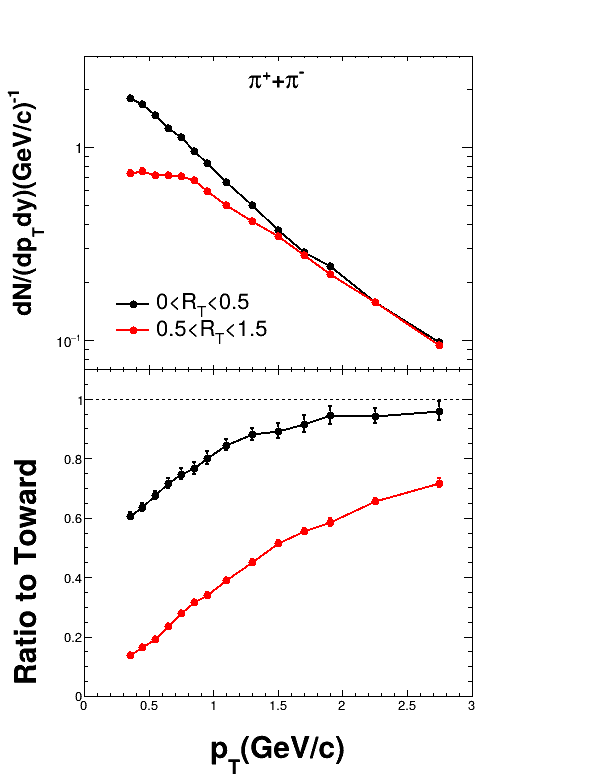 π⁺+π⁻
dN/(dp_T dy)(GeV/c)⁻¹
1
10⁻¹
0<R_T<0.5
0.5<R_T<1.5
Ratio to Toward
1
0.8
0.6
0.4
0.2
0
0 0.5 1 1.5 2 2.5 3
p_T(GeV/c)